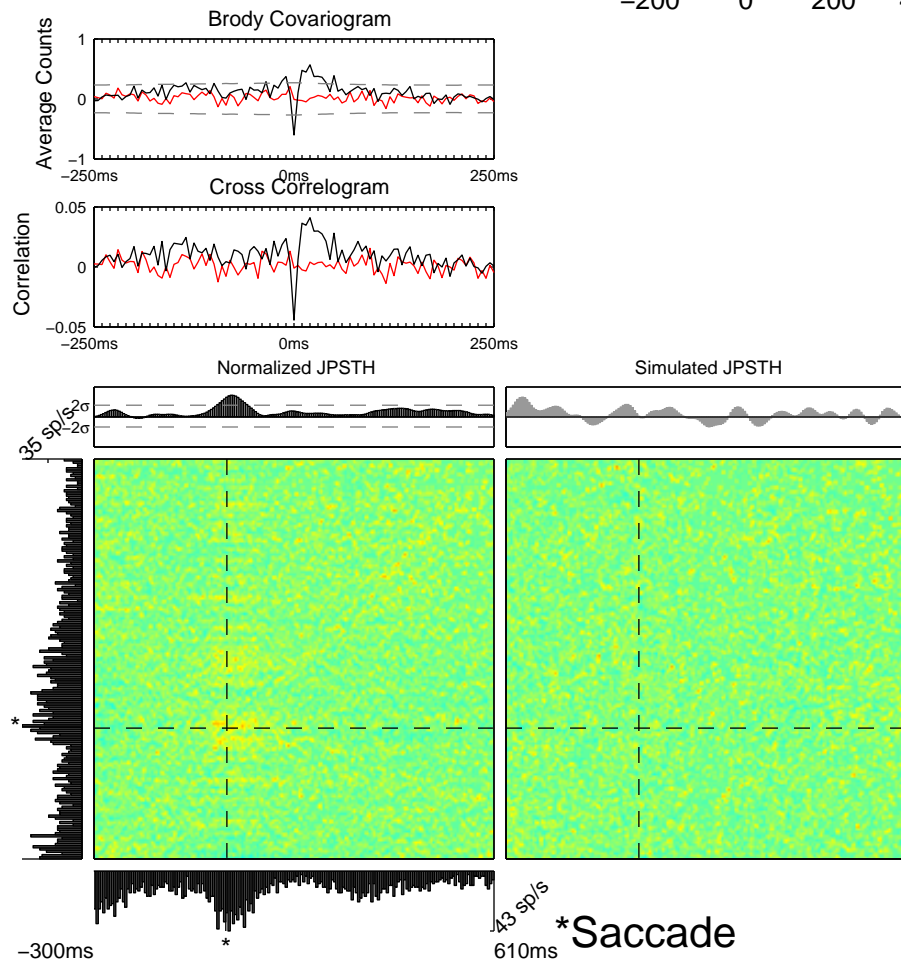 −200 0 200
Brody Covariogram
Average Counts
1
0
−1
−250ms 0ms 250ms
Cross Correlogram
Correlation
0.05
0
−0.05
−250ms 0ms 250ms
Normalized JPSTH Simulated JPSTH
2σ
−2σ
35 sp/s
*
*
43 sp/s
−300ms 610ms
*Saccade